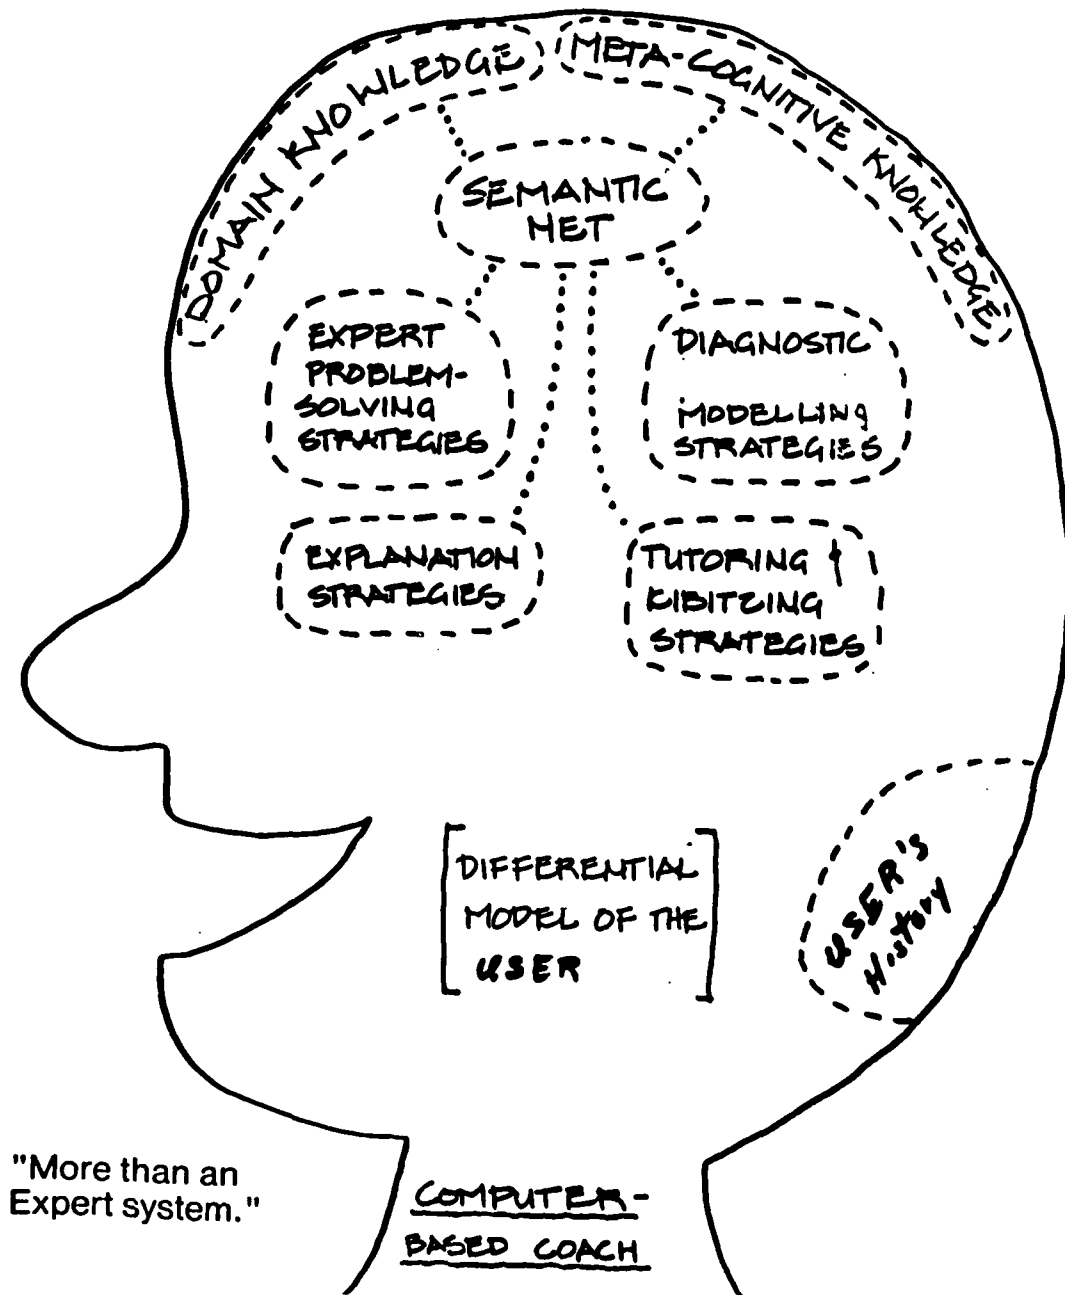 DOMAIN KNOWLEDGE
META-COGNITIVE KNOWLEDGE
SEMANTIC
NET
EXPERT
PROBLEM-
SOLVING
STRATEGIES
DIAGNOSTIC
MODELLING
STRATEGIES
EXPLANATION
STRATEGIES
TUTORING &
KIBITZING
STRATEGIES
DIFFERENTIAL
MODEL OF THE
USER
USER'S
History
"More than an
Expert system."
COMPUTER-
BASED COACH